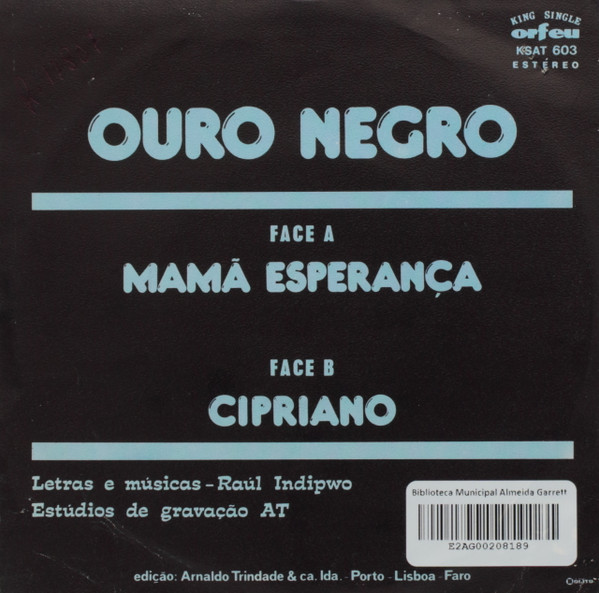 KING SINGLE
orfeu
KSAT 603
ESTÉREO
OURO NEGRO
FACE A
MAMÃ ESPERANÇA
FACE B
CIPRIANO
Letras e músicas - Raúl Indipwo
Estúdios de gravação AT
Biblioteca Municipal Almeida Garrett
E2AG00208189
edição: Arnaldo Trindade & ca. lda. - Porto - Lisboa - Faro